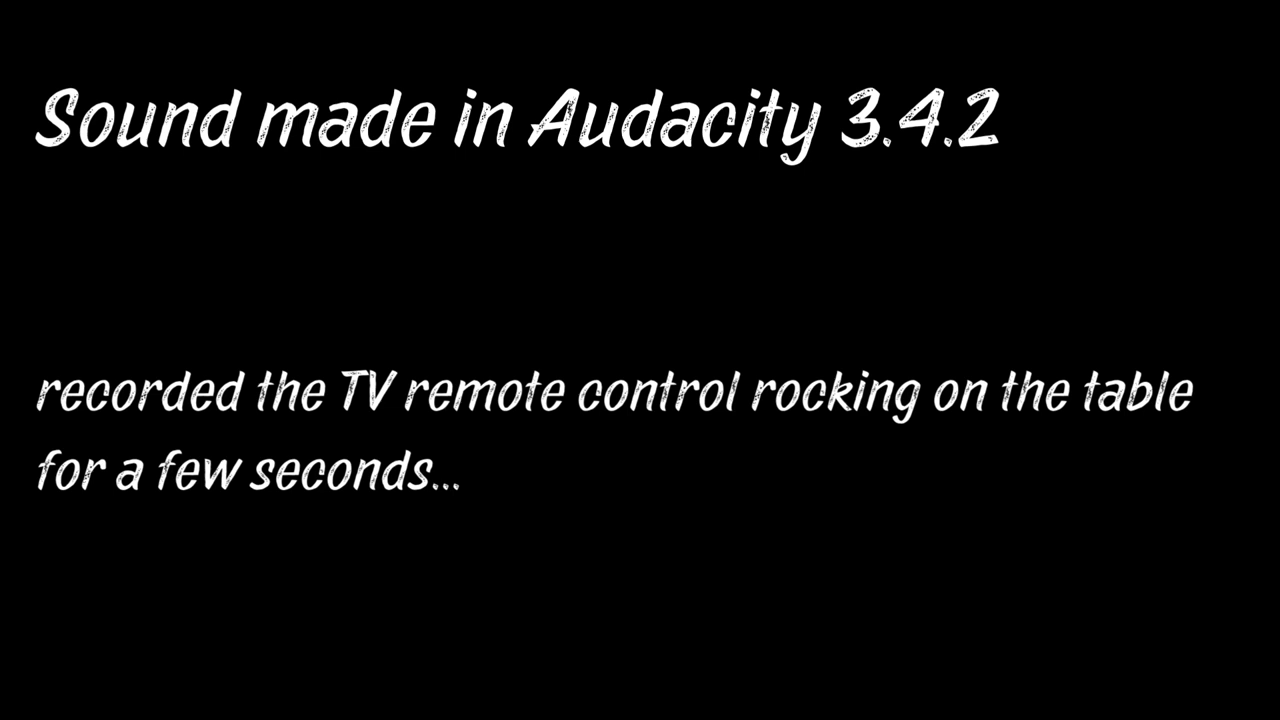 Sound made in Audacity 3.4.2
recorded the TV remote control rocking on the table
for a few seconds...